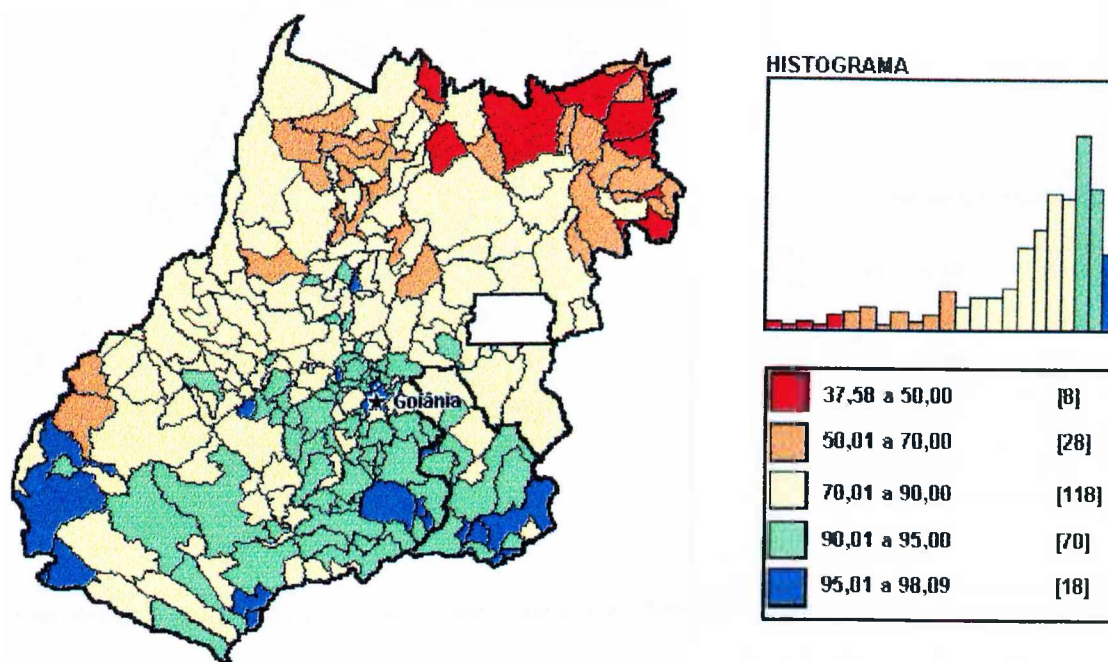 HISTOGRAMA
Goiânia
37,58 a 50,00 [8]
50,01 a 70,00 [28]
70,01 a 90,00 [118]
90,01 a 95,00 [70]
95,01 a 98,09 [18]